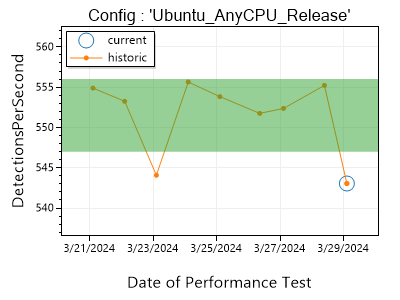 Config : 'Ubuntu_AnyCPU_Release'
current
historic
DetectionsPerSecond
560
555
550
545
540
3/21/2024 3/23/2024 3/25/2024 3/27/2024 3/29/2024
Date of Performance Test